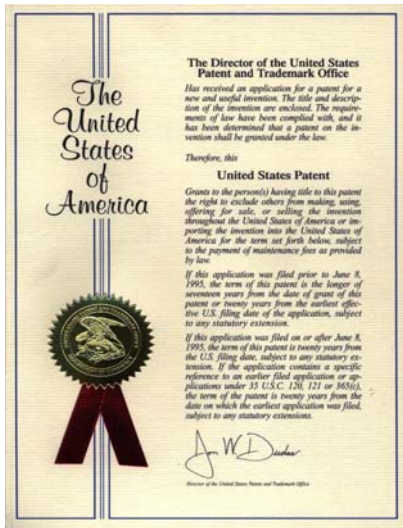 The
United
States
of
America
The Director of the United States
Patent and Trademark Office
Has received an application for a patent for a
new and useful invention. The title and descrip-
tion of the invention are enclosed. The require-
ments of law have been complied with, and it
has been determined that a patent on the in-
vention shall be granted under the law.
Therefore, this
United States Patent
Grants to the person(s) having title to this patent
the right to exclude others from making, using,
offering for sale, or selling the invention
throughout the United States of America or im-
porting the invention into the United States of
America for the term set forth below, subject
to the payment of maintenance fees as provided
by law.
If this application was filed prior to June 8,
1995, the term of this patent is the longer of
seventeen years from the date of grant of this
patent or twenty years from the earliest effec-
tive U.S. filing date of the application, subject
to any statutory extension.
If this application was filed on or after June 8,
1995, the term of this patent is twenty years from
the U.S. filing date, subject to any statutory ex-
tension. If the application contains a specific
reference to an earlier filed application or ap-
plications under 35 U.S.C. 120, 121 or 365(c),
the term of the patent is twenty years from the
date on which the earliest application was filed,
subject to any statutory extensions.
Jon W. Dudas
Director of the United States Patent and Trademark Office